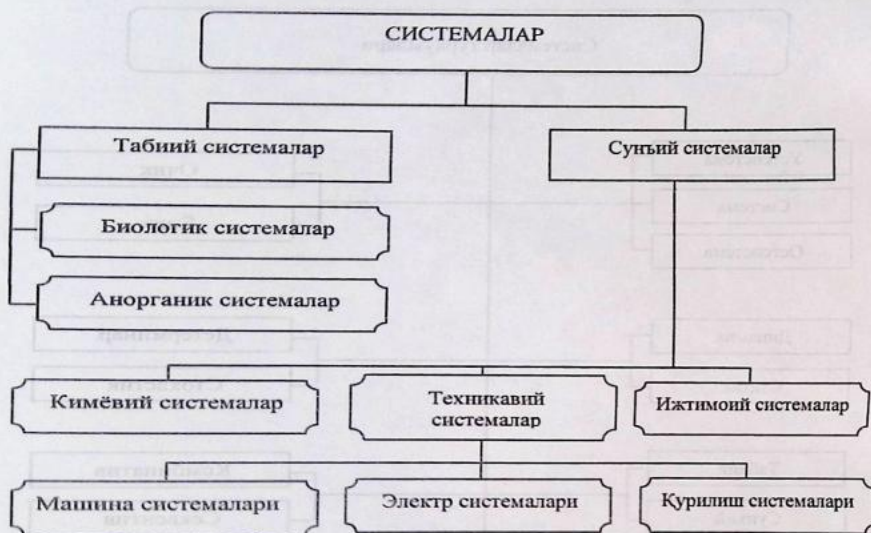 СИСТЕМАЛАР
Табиий системалар
Сунъий системалар
Биологик системалар
Анорганик системалар
Кимёвий системалар
Техникавий
системалар
Ижтимоий системалар
Машина системалари
Электр системалари
Қурилиш системалари